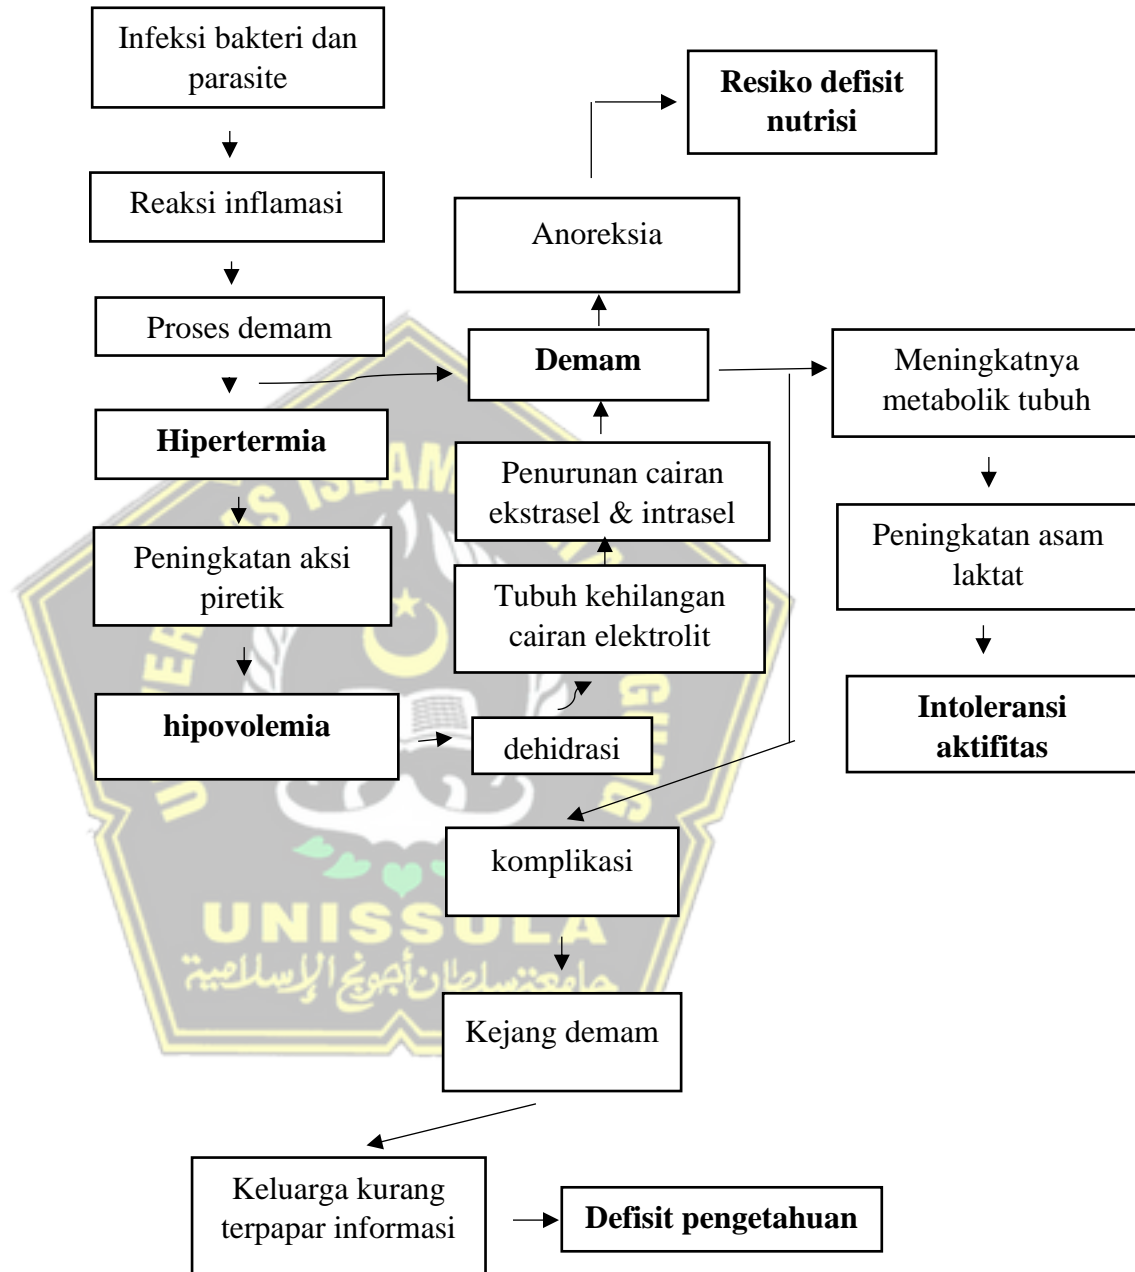 Infeksi bakteri dan
parasite
Resiko defisit
nutrisi
Reaksi inflamasi
Anoreksia
Proses demam
Demam
Meningkatnya
metabolik tubuh
Hipertermia
Penurunan cairan
ekstrasel & intrasel
Peningkatan aksi
piretik
Peningkatan asam
laktat
Tubuh kehilangan
cairan elektrolit
hipovolemia
dehidrasi
Intoleransi
aktifitas
komplikasi
UNISSULA
جامعة سلطان أجونج الإسلامية
Kejang demam
Keluarga kurang
terpapar informasi
Defisit pengetahuan